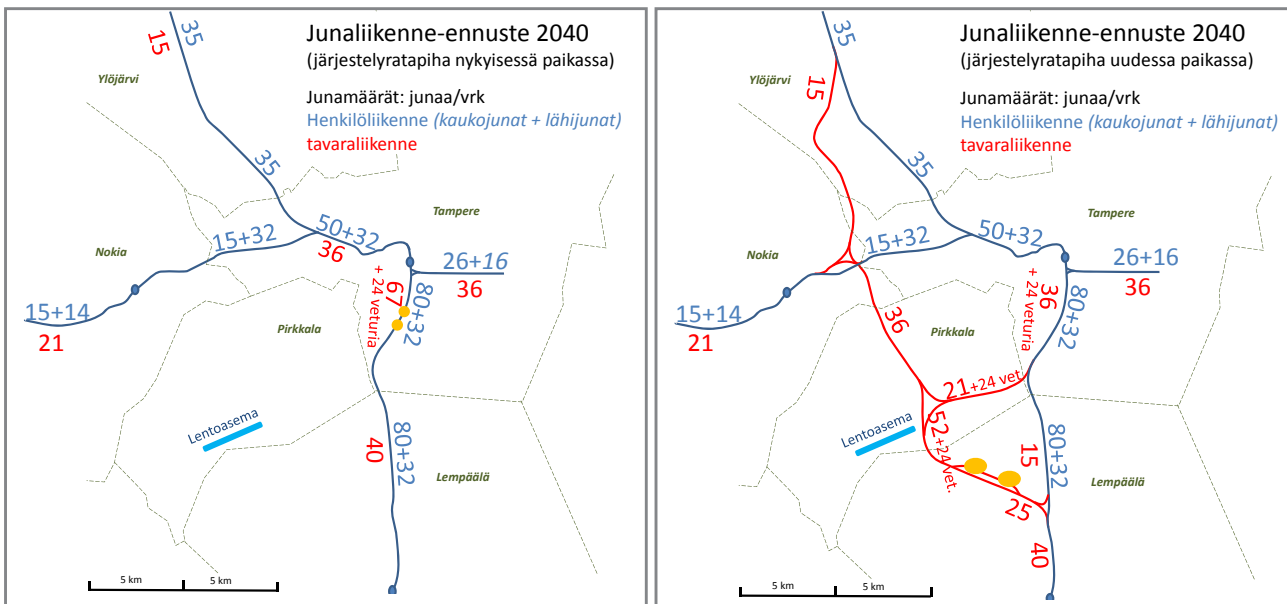 Junaliikenne-ennuste 2040
(järjestelyratapiha nykyisessä paikassa)
Junamäärät: junaa/vrk
Henkilöliikenne (kaukojunat + lähijunat)
tavaraliikenne
35
15
Ylöjärvi
35
Tampere
50+32
15+32
36
Nokia
26+16
36
67
+ 24 veturia
80+32
15+14
21
Pirkkala
Lentoasema
80+32
40
Lempäälä
5 km
5 km
Junaliikenne-ennuste 2040
(järjestelyratapiha uudessa paikassa)
Junamäärät: junaa/vrk
Henkilöliikenne (kaukojunat + lähijunat)
tavaraliikenne
35
Ylöjärvi
15
35
Tampere
50+32
15+32
Nokia
26+16
36
36
+ 24 veturia
80+32
15+14
21
36
Pirkkala
21+24 vet.
Lentoasema
52+24 vet.
80+32
15
Lempäälä
25
40
5 km
5 km